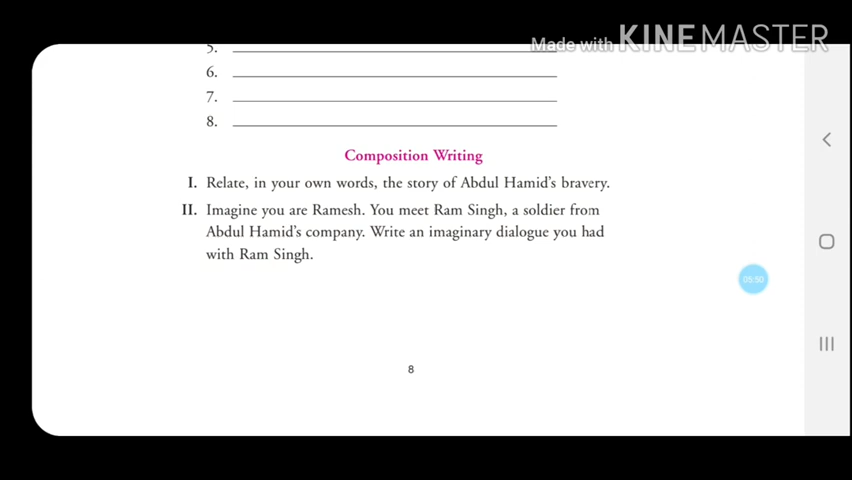 Made with KINEMASTER
5.
6.
7.
8.
Composition Writing
I. Relate, in your own words, the story of Abdul Hamid's bravery.
II. Imagine you are Ramesh. You meet Ram Singh, a soldier from
Abdul Hamid's company. Write an imaginary dialogue you had
with Ram Singh.
05:50
8